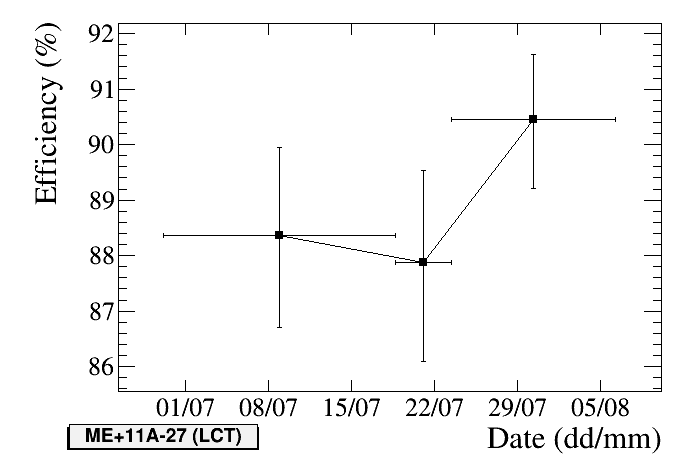 Efficiency (%)
92
91
90
89
88
87
86
01/07 08/07 15/07 22/07 29/07 05/08
ME+11A-27 (LCT)
Date (dd/mm)